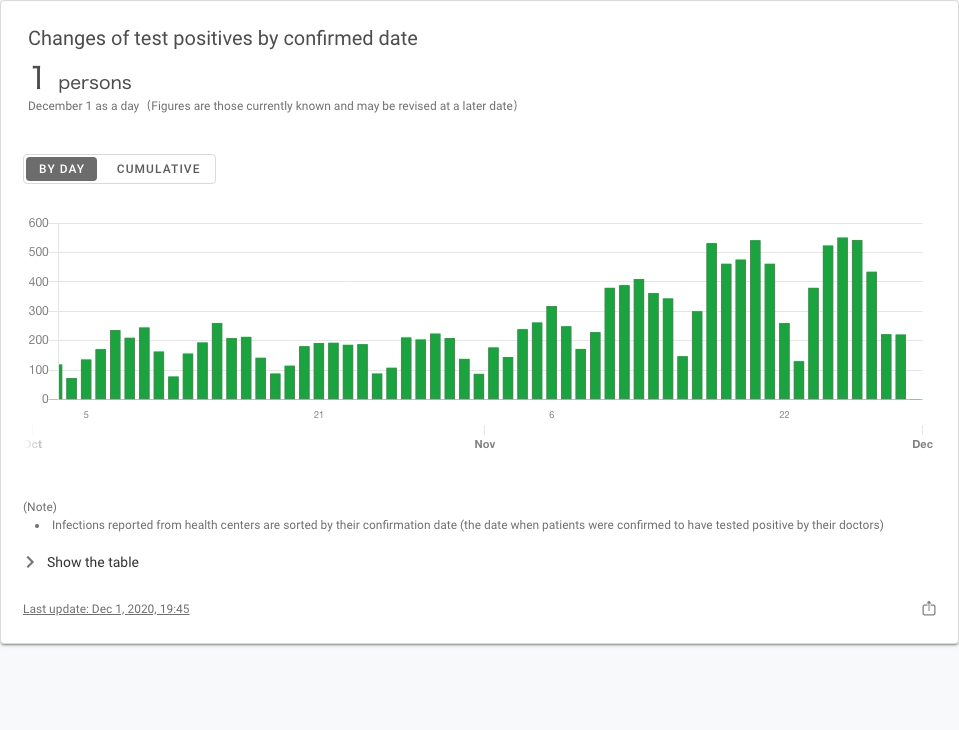 Changes of test positives by confirmed date
1 persons
December 1 as a day（Figures are those currently known and may be revised at a later date）
BY DAY CUMULATIVE
600
500
400
300
200
100
0
5 21 6 22
Oct Nov Dec
(Note)
• Infections reported from health centers are sorted by their confirmation date (the date when patients were confirmed to have tested positive by their doctors)
Show the table
Last update: Dec 1, 2020, 19:45